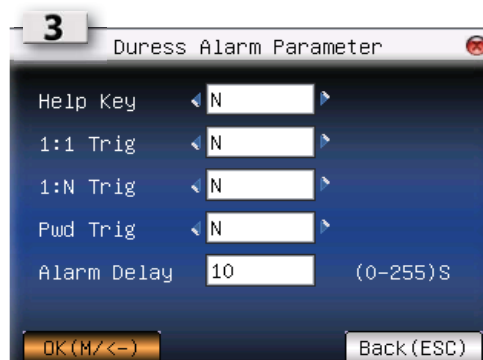 3
Duress Alarm Parameter
Help Key N
1:1 Trig N
1:N Trig N
Pwd Trig N
Alarm Delay 10 (0-255)S
OK(M/<-) Back(ESC)